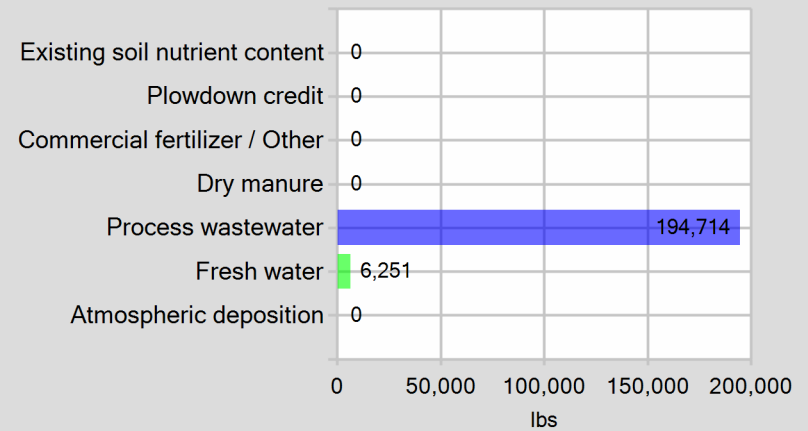 Existing soil nutrient content 0
Plowdown credit 0
Commercial fertilizer / Other 0
Dry manure 0
Process wastewater 194,714
Fresh water 6,251
Atmospheric deposition 0
0 50,000 100,000 150,000 200,000
lbs